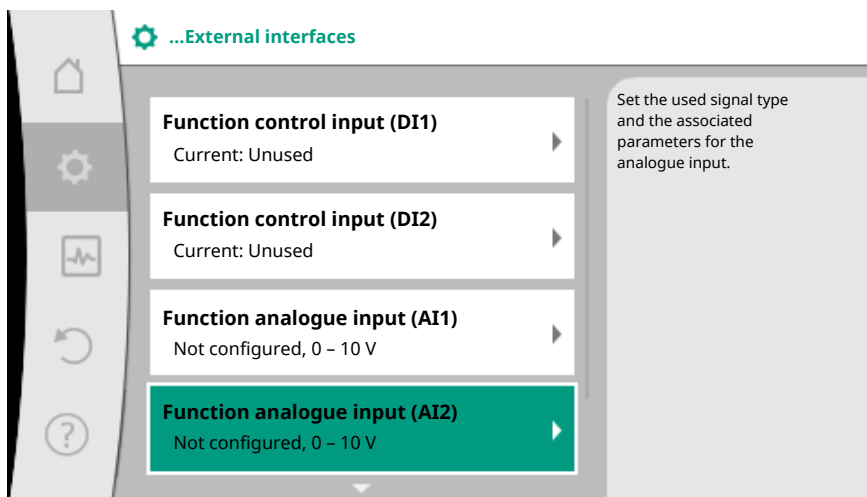 ...External interfaces
Function control input (DI1)
Current: Unused
Function control input (DI2)
Current: Unused
Function analogue input (AI1)
Not configured, 0 – 10 V
Function analogue input (AI2)
Not configured, 0 – 10 V
Set the used signal type
and the associated
parameters for the
analogue input.
?